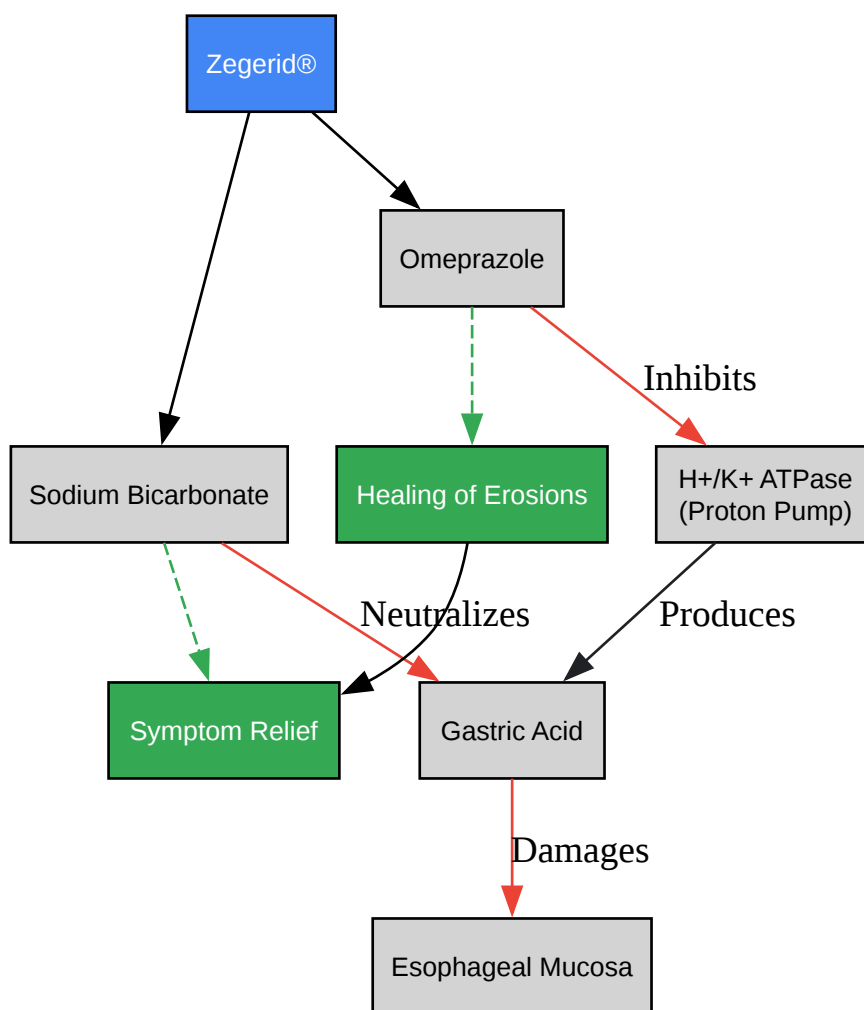 Zegerid®
Omeprazole
Inhibits
Sodium Bicarbonate
Healing of Erosions
H+/K+ ATPase
(Proton Pump)
Neutralizes
Produces
Symptom Relief
Gastric Acid
Damages
Esophageal Mucosa